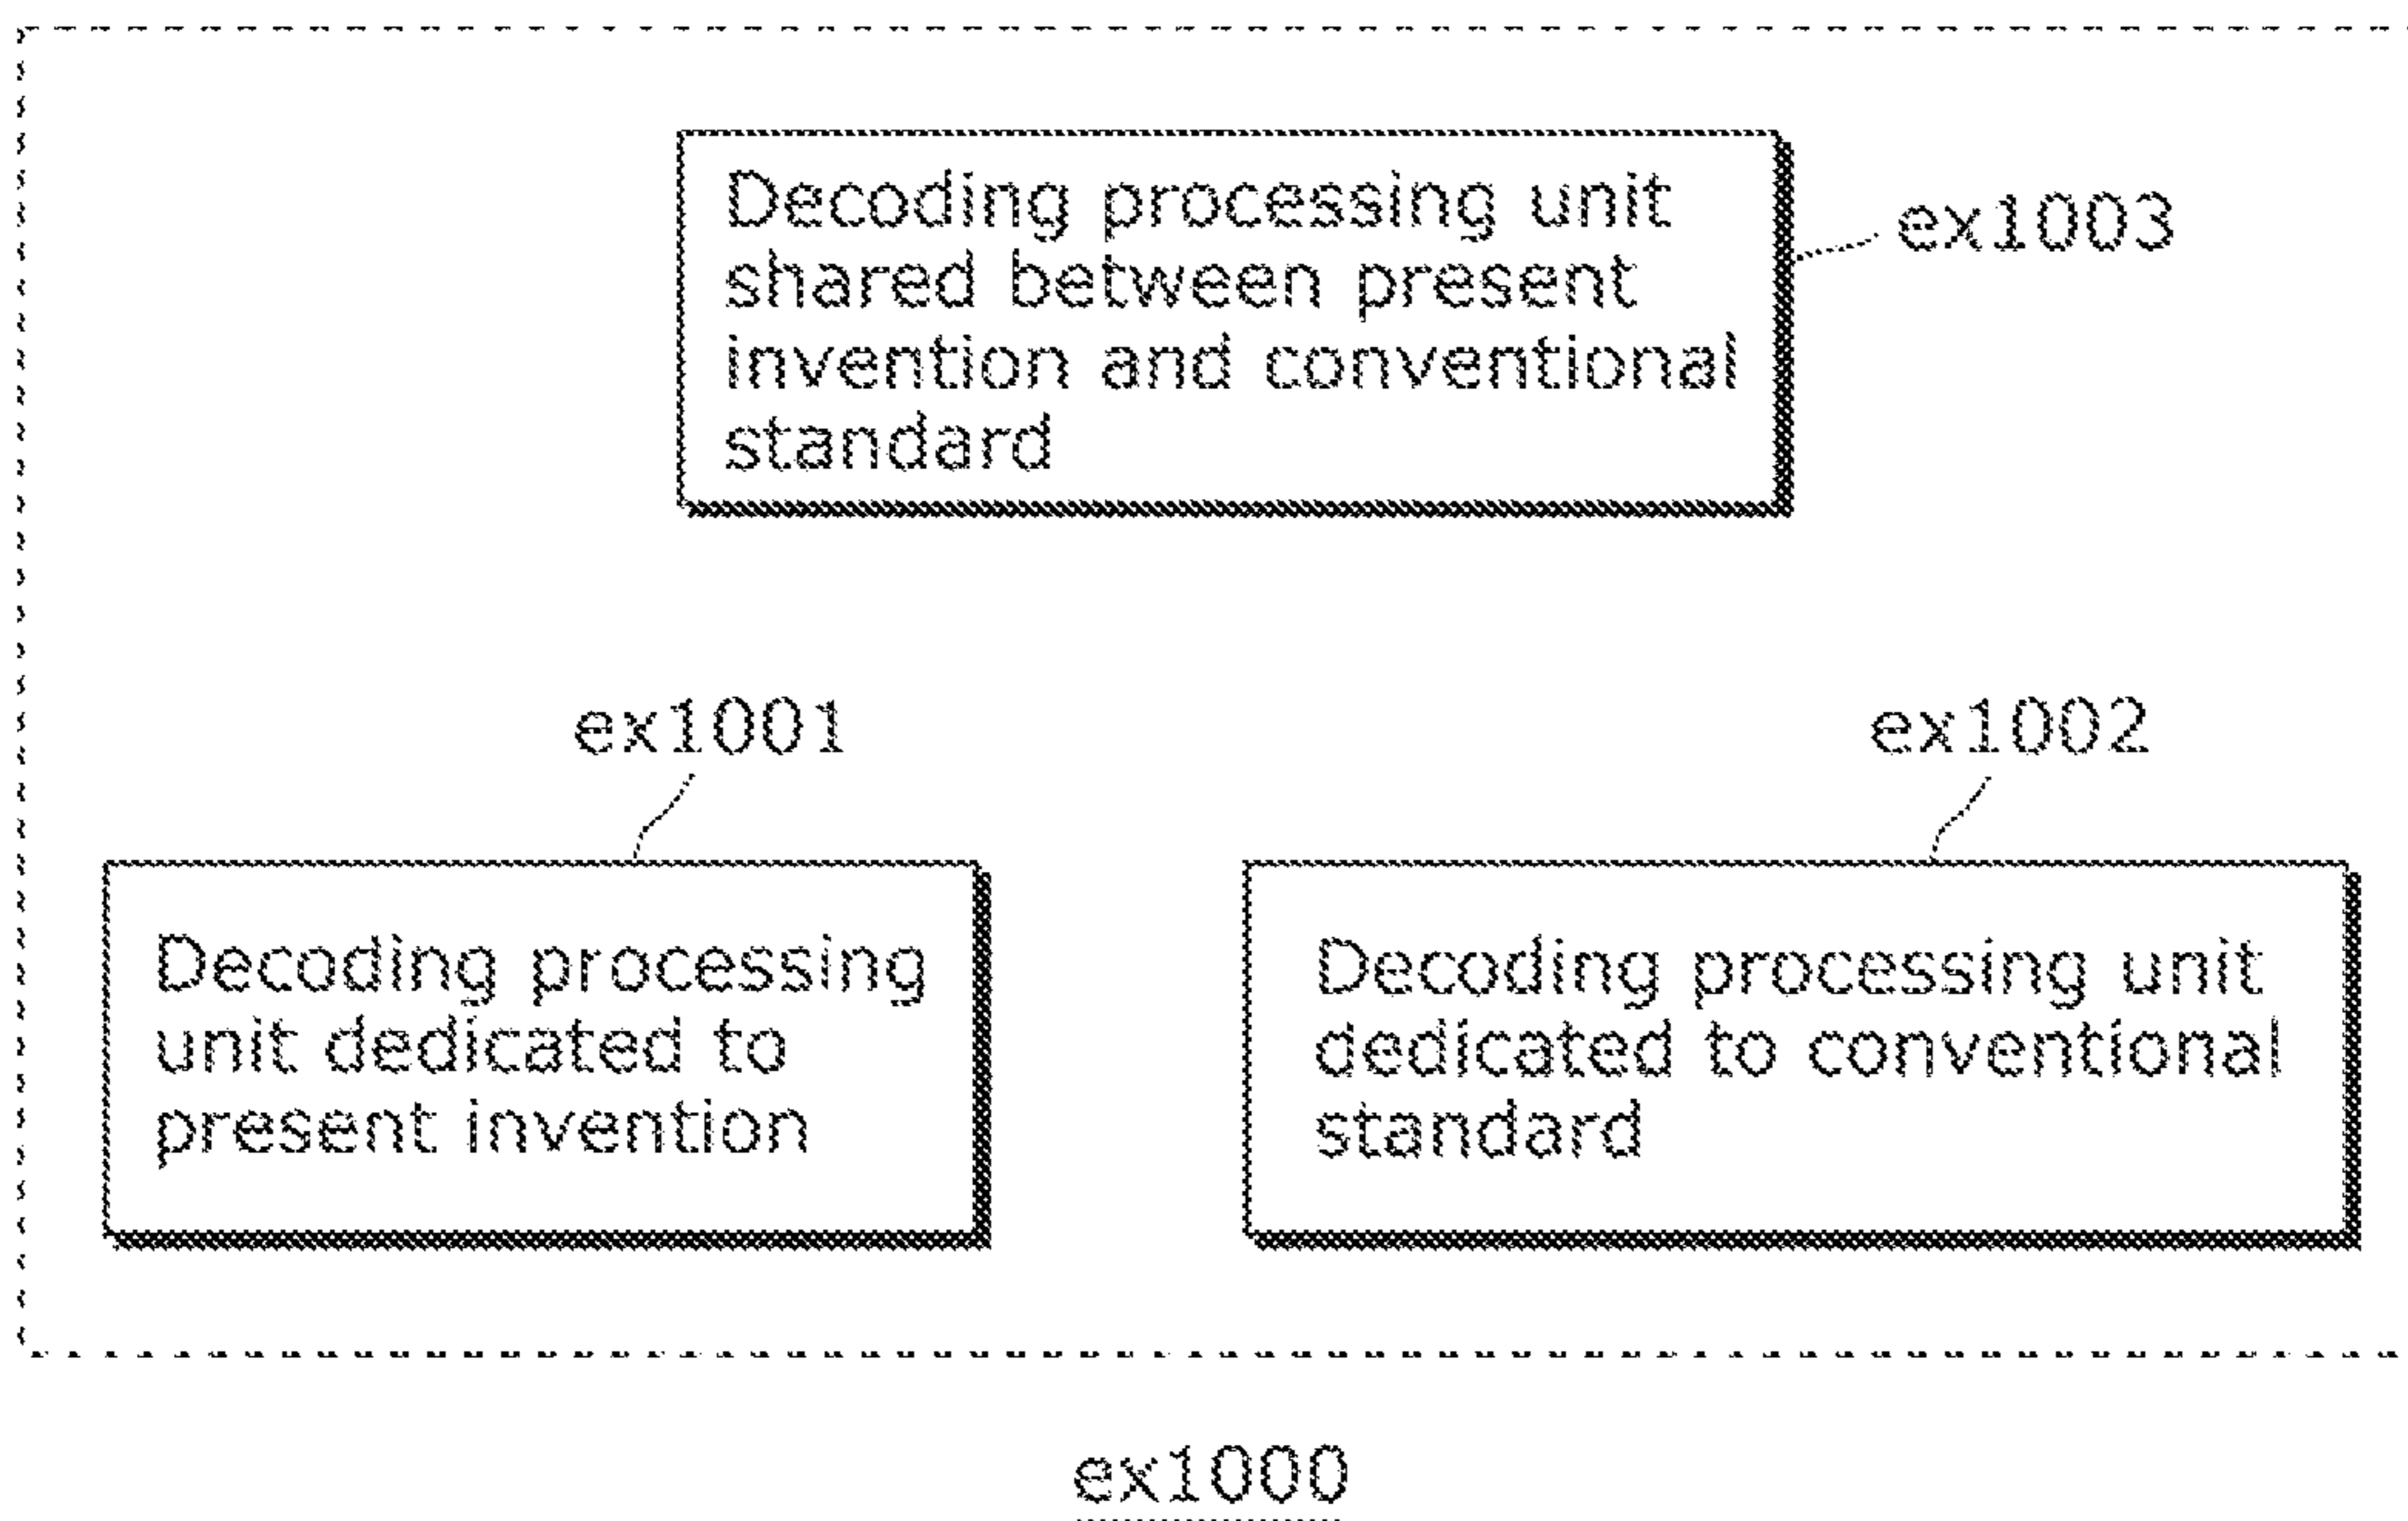 Decoding processing unit
shared between present
invention and conventional
standard
ex1003
ex1001
ex1002
Decoding processing
unit dedicated to
present invention
Decoding processing unit
dedicated to conventional
standard
ex1000